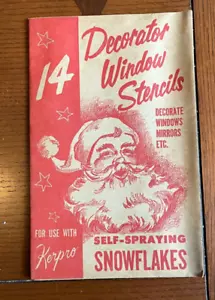 14
Decorator
Window
Stencils
DECORATE
WINDOWS
MIRRORS
ETC.
FOR USE WITH
Kerpro
SELF-SPRAYING
SNOWFLAKES